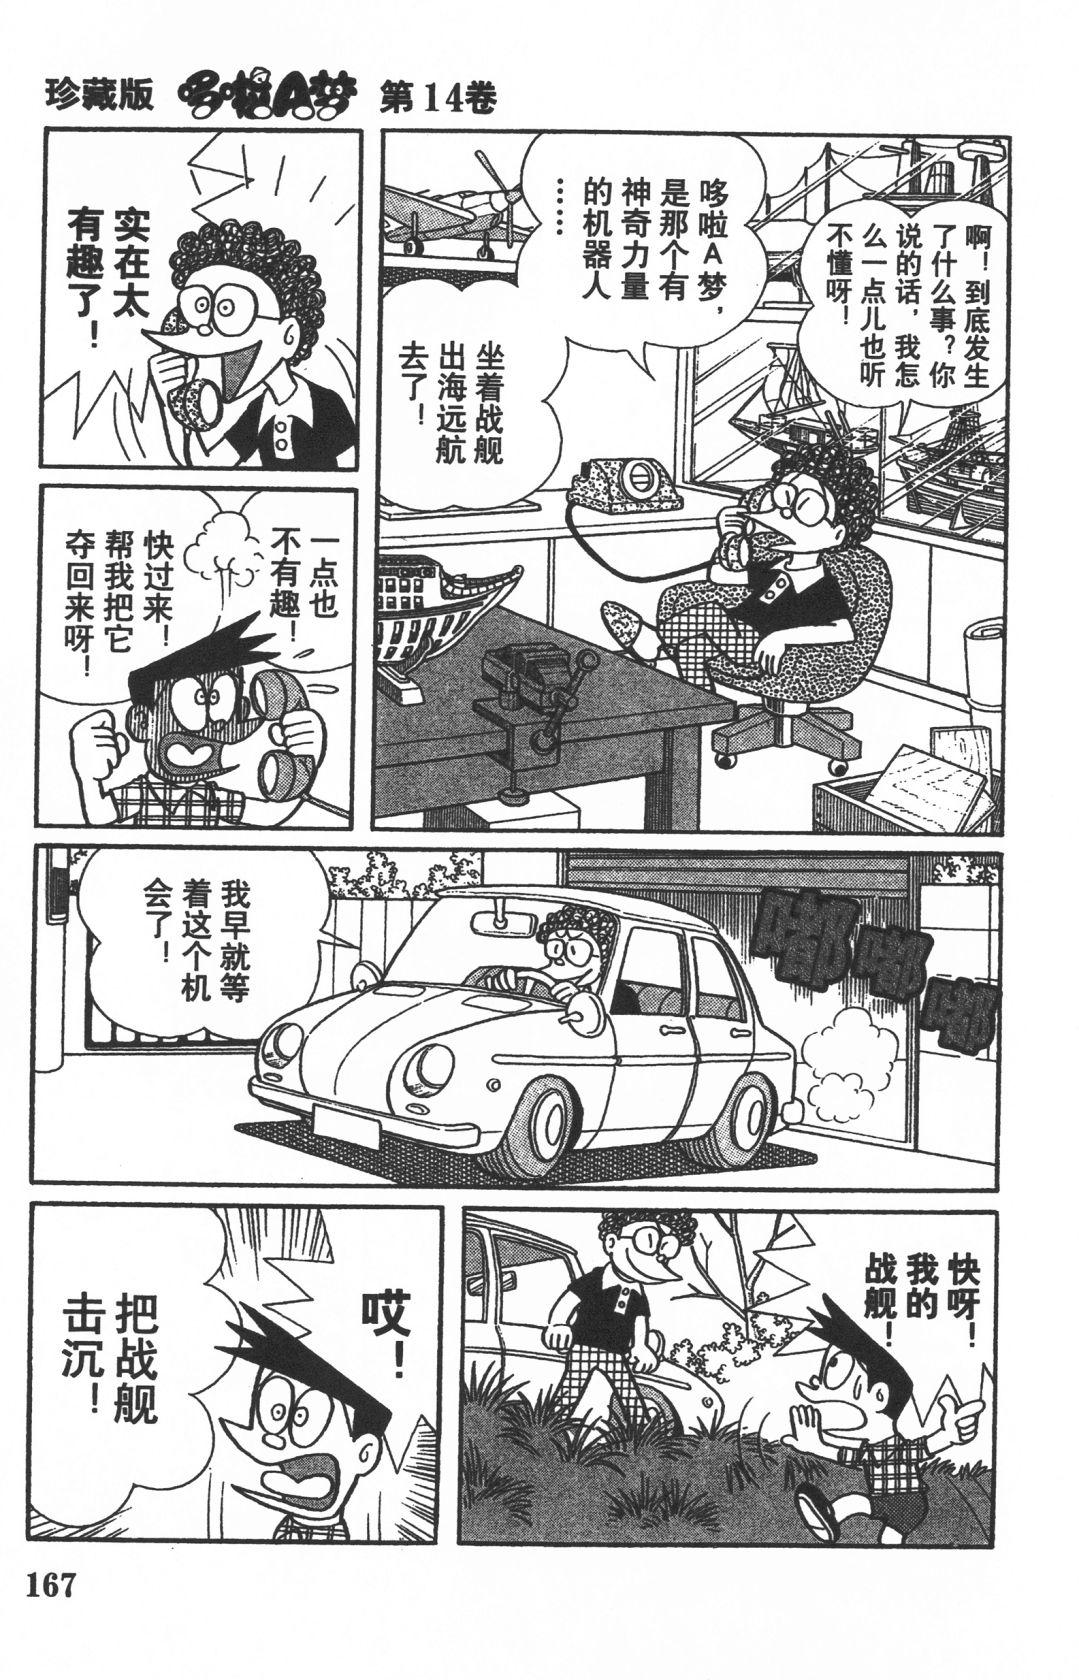 珍藏版 哆啦A梦 第14卷
啊！到底发生
了什么事？你
说的话，我怎
么一点儿也听
不懂呀！
哆啦A梦，
是那个有
神奇力量
的机器人
……
坐着战舰
出海远航
去了！
实在太
有趣了！
一点也
不有趣！
快过来！
帮我把它
夺回来呀！
我早就等
着这个机
会了！
嘟嘟嘟
快呀！
我的
战舰！
哎！
把战舰
击沉！
167